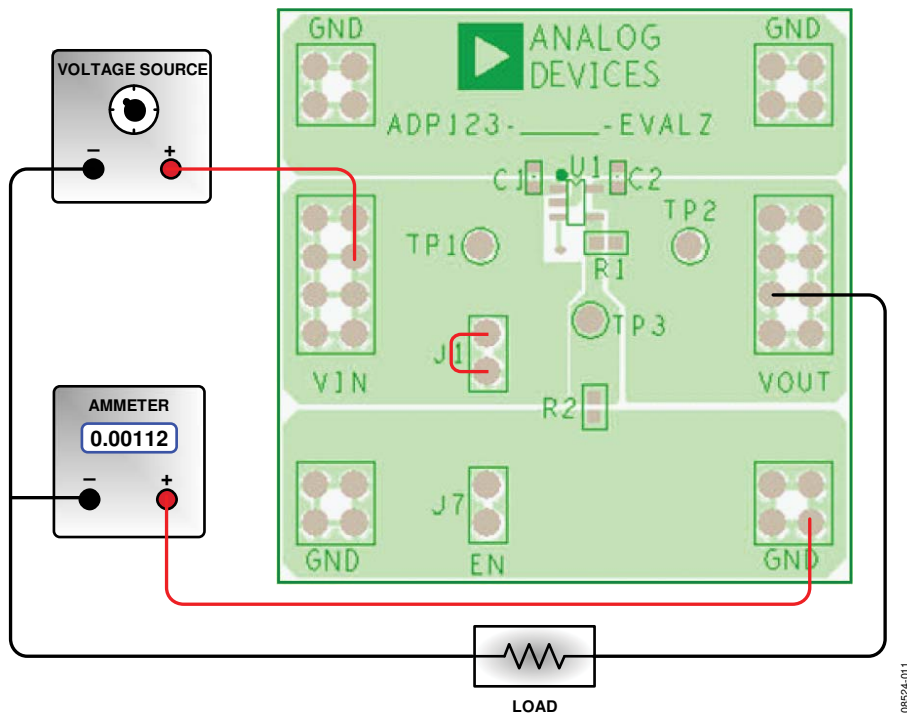 GND
GND
ANALOG
DEVICES
ADP123-_____-EVALZ
VOLTAGE SOURCE
–
+
C1
U1
C2
TP1
TP2
R1
TP3
J1
VIN
VOUT
R2
AMMETER
0.00112
–
+
J7
GND
EN
GND
LOAD
08524-011